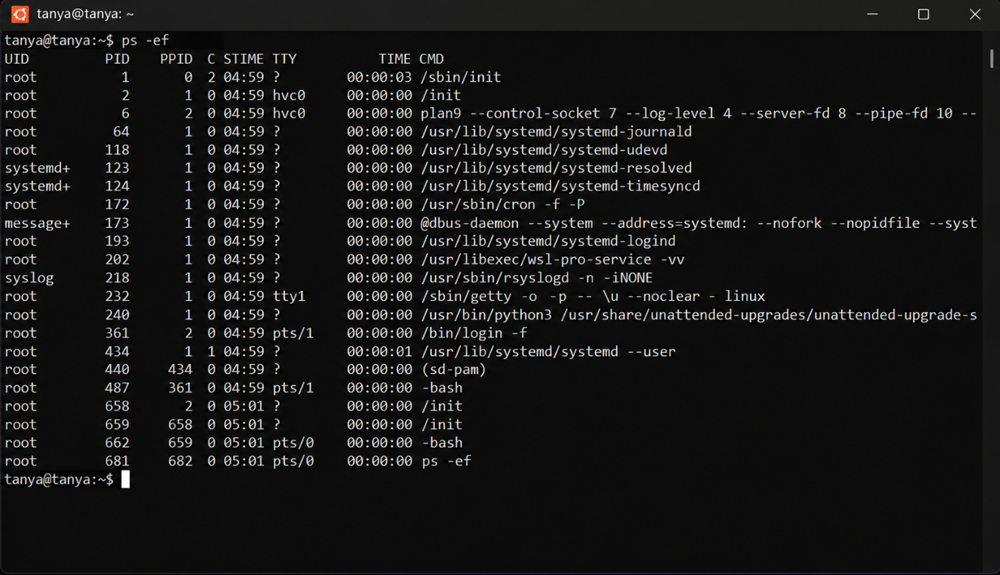 tanya@tanya: ~
tanya@tanya:~$ ps -ef
UID          PID    PPID  C STIME TTY          TIME CMD
root           1       0  2 04:59 ?        00:00:03 /sbin/init
root           2       1  0 04:59 hvc0     00:00:00 /init
root           6       2  0 04:59 hvc0     00:00:00 plan9 --control-socket 7 --log-level 4 --server-fd 8 --pipe-fd 10 --
root          64       1  0 04:59 ?        00:00:00 /usr/lib/systemd/systemd-journald
root         118       1  0 04:59 ?        00:00:00 /usr/lib/systemd/systemd-udevd
systemd+     123       1  0 04:59 ?        00:00:00 /usr/lib/systemd/systemd-resolved
systemd+     124       1  0 04:59 ?        00:00:00 /usr/lib/systemd/systemd-timesyncd
root         172       1  0 04:59 ?        00:00:00 /usr/sbin/cron -f -P
message+     173       1  0 04:59 ?        00:00:00 @dbus-daemon --system --address=systemd: --nofork --nopidfile --syst
root         193       1  0 04:59 ?        00:00:00 /usr/lib/systemd/systemd-logind
root         202       1  0 04:59 ?        00:00:00 /usr/libexec/wsl-pro-service -vv
syslog       218       1  0 04:59 ?        00:00:00 /usr/sbin/rsyslogd -n -iNONE
root         232       1  0 04:59 tty1     00:00:00 /sbin/getty -o -p -- \u --noclear - linux
root         240       1  0 04:59 ?        00:00:00 /usr/bin/python3 /usr/share/unattended-upgrades/unattended-upgrade-s
root         361       2  0 04:59 pts/1    00:00:00 /bin/login -f
root         434       1  1 04:59 ?        00:00:01 /usr/lib/systemd/systemd --user
root         440     434  0 04:59 ?        00:00:00 (sd-pam)
root         487     361  0 04:59 pts/1    00:00:00 -bash
root         658       2  0 05:01 ?        00:00:00 /init
root         659     658  0 05:01 ?        00:00:00 /init
root         662     659  0 05:01 pts/0    00:00:00 -bash
root         681     682  0 05:01 pts/0    00:00:00 ps -ef
tanya@tanya:~$